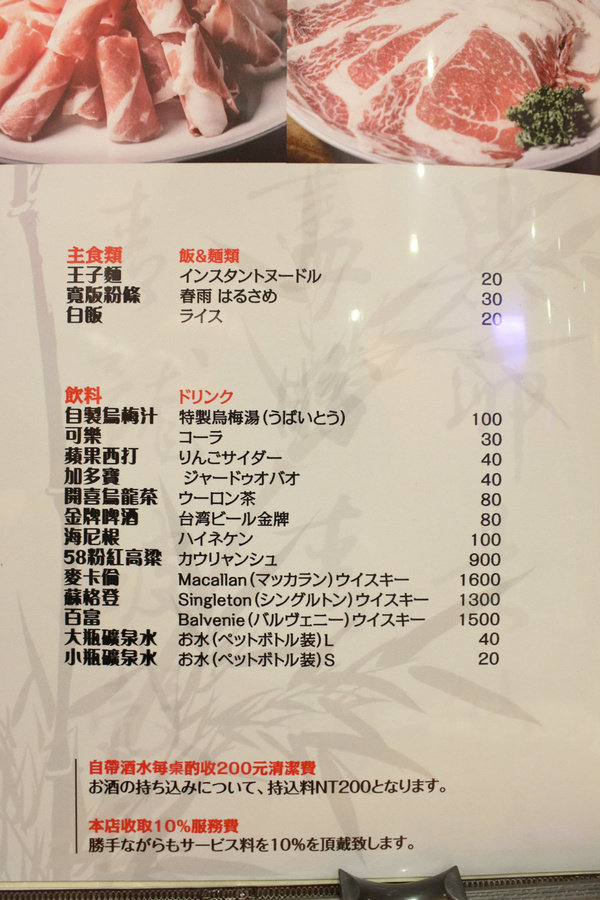 主食類 飯&麺類
王子麵 インスタントヌードル 20
寬版粉條 春雨 はるさめ 30
白飯 ライス 20
飲料 ドリンク
自製烏梅汁 特製烏梅湯(うばいとう) 100
可樂 コーラ 30
蘋果西打 りんごサイダー 40
加多寶 ジャードゥオバオ 40
開喜烏龍茶 ウーロン茶 80
金牌啤酒 台湾ビール金牌 80
海尼根 ハイネケン 100
58粉紅高粱 カウリャンシュ 900
麥卡倫 Macallan(マッカラン)ウイスキー 1600
蘇格登 Singleton(シングルトン)ウイスキー 1300
百富 Balvenie(バルヴェニー)ウイスキー 1500
大瓶礦泉水 お水(ペットボトル装)L 40
小瓶礦泉水 お水(ペットボトル装)S 20
自帶酒水每桌酌收200元清潔費
お酒の持ち込みについて、持込料NT200となります。
本店收取10%服務費
勝手ながらもサービス料を10%を頂戴致します。